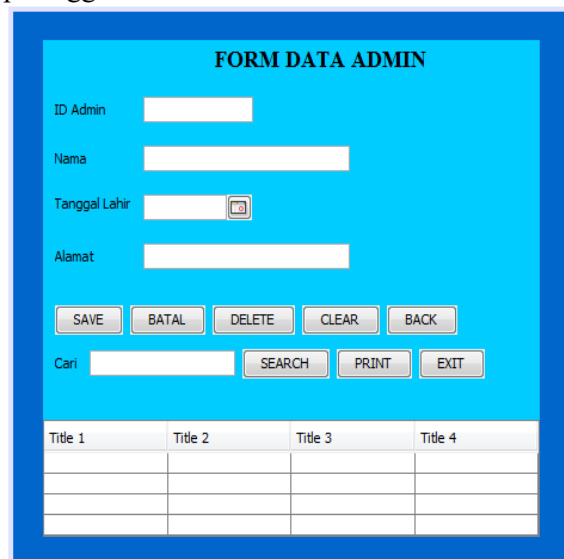 FORM DATA ADMIN
ID Admin
Nama
Tanggal Lahir
Alamat
SAVE BATAL DELETE CLEAR BACK
Cari SEARCH PRINT EXIT
Title 1 Title 2 Title 3 Title 4